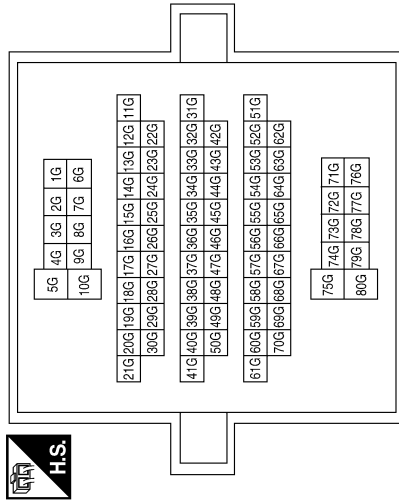 H.S.
5G 4G 3G 2G 1G
10G 9G 8G 7G 6G
21G 20G 19G 18G 17G 16G 15G 14G 13G 12G 11G
30G 29G 28G 27G 26G 25G 24G 23G 22G
41G 40G 39G 38G 37G 36G 35G 34G 33G 32G 31G
50G 49G 48G 47G 46G 45G 44G 43G 42G
61G 60G 59G 58G 57G 56G 55G 54G 53G 52G 51G
70G 69G 68G 67G 66G 65G 64G 63G 62G
75G 74G 73G 72G 71G
80G 79G 78G 77G 76G